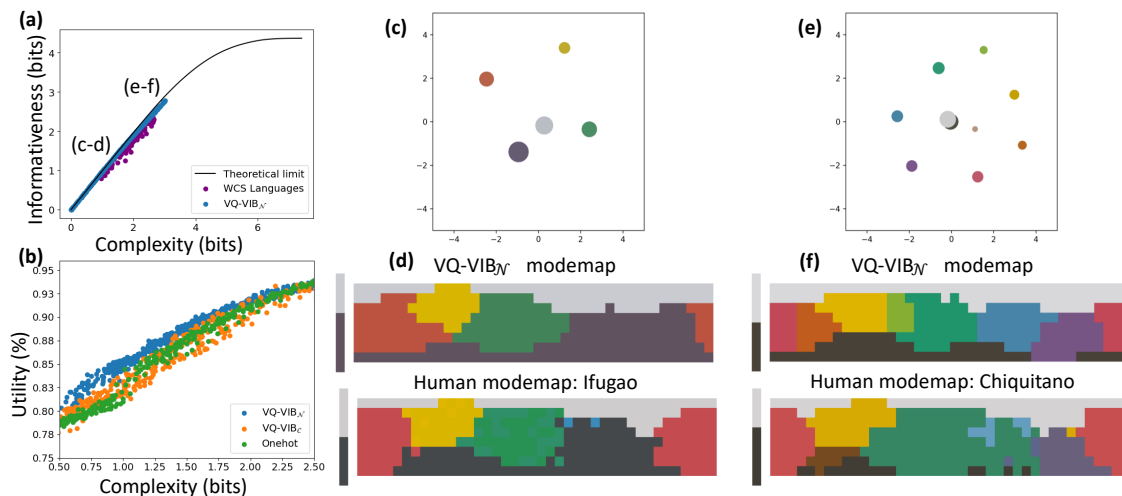 (a)
Informativeness (bits)
4
3
2
1
0
(e-f)
(c-d)
Theoretical limit
WCS Languages
VQ-VIB𝒩
0 2 4 6
Complexity (bits)
(b)
Utility (%)
0.95
0.93
0.90
0.88
0.85
0.83
0.80
0.78
0.75
VQ-VIB𝒩
VQ-VIB𝒞
Onehot
0.50 0.75 1.00 1.25 1.50 1.75 2.00 2.25 2.50
Complexity (bits)
(c)
4
2
0
−2
−4
−4 −2 0 2 4
(d)
VQ-VIB𝒩 modemap
Human modemap: Ifugao
(e)
4
2
0
−2
−4
−4 −2 0 2 4
(f)
VQ-VIB𝒩 modemap
Human modemap: Chiquitano